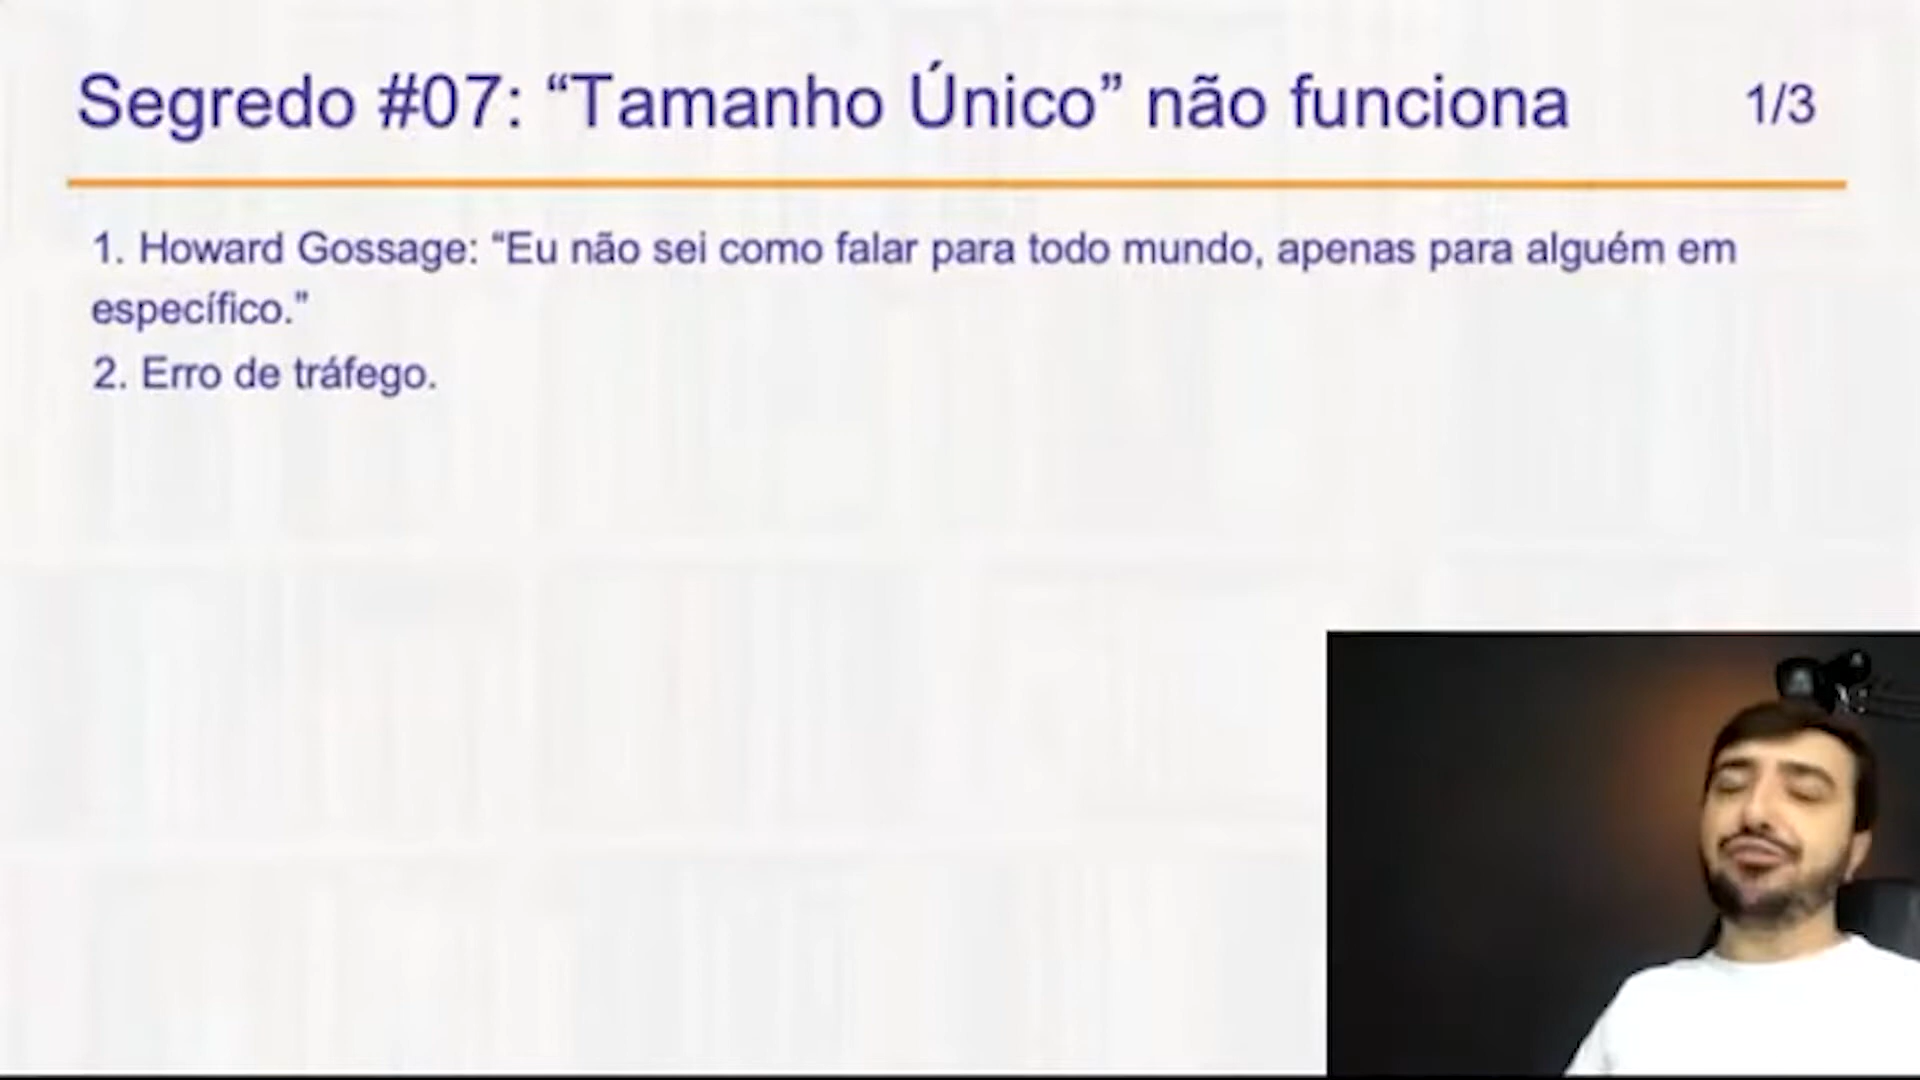 Segredo #07: “Tamanho Único” não funciona
1/3
1. Howard Gossage: “Eu não sei como falar para todo mundo, apenas para alguém em
específico.”
2. Erro de tráfego.